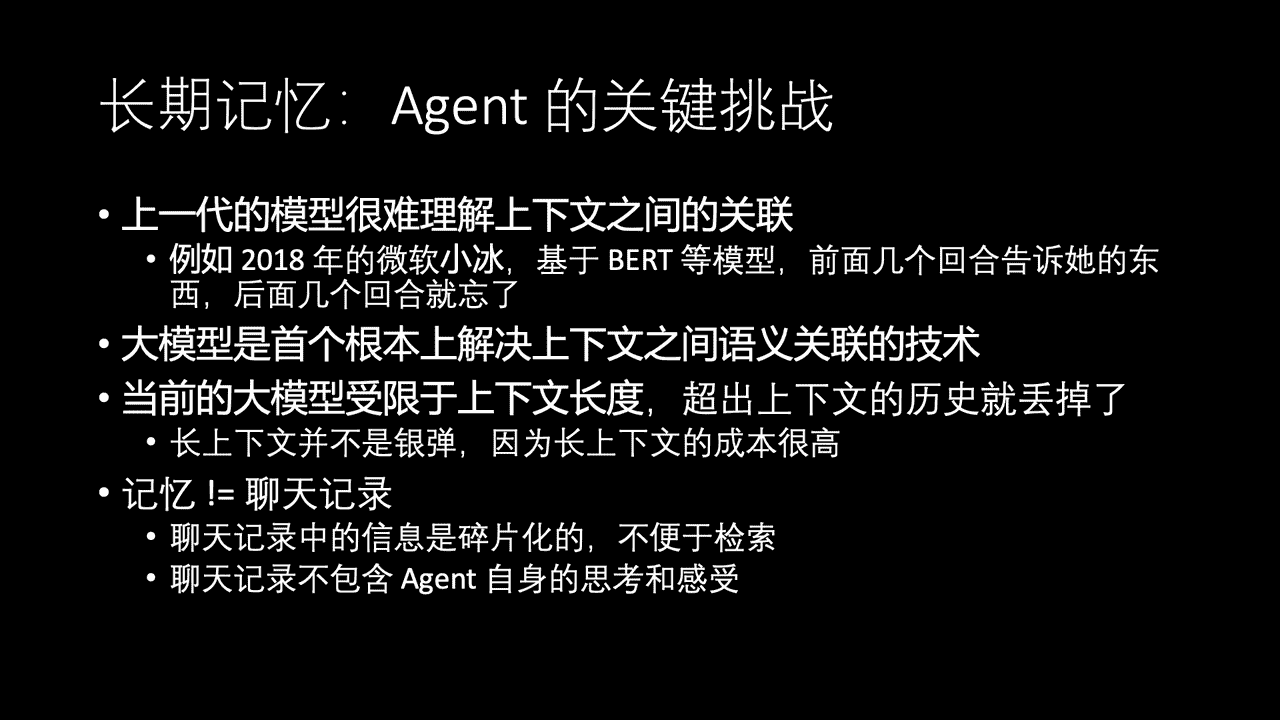 长期记忆：Agent 的关键挑战
• 上一代的模型很难理解上下文之间的关联
• 例如 2018 年的微软小冰，基于 BERT 等模型，前面几个回合告诉她的东
西，后面几个回合就忘了
• 大模型是首个根本上解决上下文之间语义关联的技术
• 当前的大模型受限于上下文长度，超出上下文的历史就丢掉了
• 长上下文并不是银弹，因为长上下文的成本很高
• 记忆 != 聊天记录
• 聊天记录中的信息是碎片化的，不便于检索
• 聊天记录不包含 Agent 自身的思考和感受